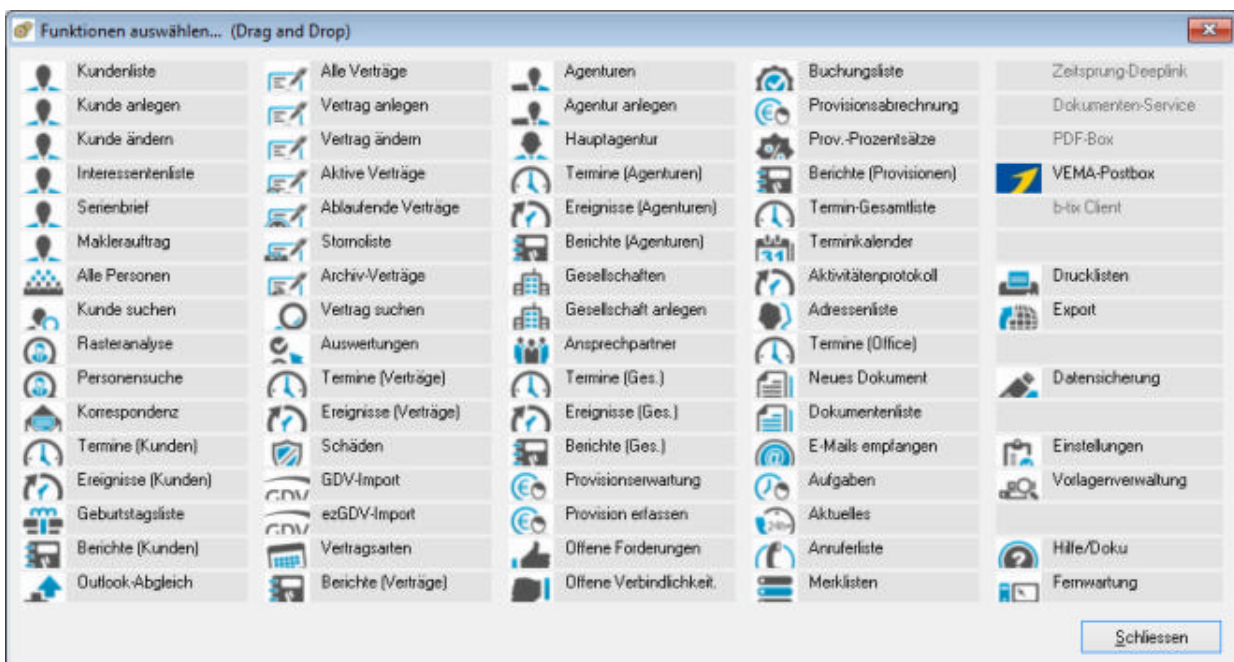 Funktionen auswählen... (Drag and Drop)
Kundenliste
Kunde anlegen
Kunde ändern
Interessentenliste
Serienbrief
Maklerauftrag
Alle Personen
Kunde suchen
Rasteranalyse
Personensuche
Korrespondenz
Termine (Kunden)
Ereignisse (Kunden)
Geburtstagsliste
Berichte (Kunden)
Outlook-Abgleich
Alle Verträge
Vertrag anlegen
Vertrag ändern
Aktive Verträge
Ablaufende Verträge
Stornoliste
Archiv-Verträge
Vertrag suchen
Auswertungen
Termine (Verträge)
Ereignisse (Verträge)
Schäden
GDV-Import
GDV
ezGDV-Import
GDV
Vertragsarten
Berichte (Verträge)
Agenturen
Agentur anlegen
Hauptagentur
Termine (Agenturen)
Ereignisse (Agenturen)
Berichte (Agenturen)
Gesellschaften
Gesellschaft anlegen
Ansprechpartner
Termine (Ges.)
Ereignisse (Ges.)
Berichte (Ges.)
Provisionserwartung
Provision erfassen
Offene Forderungen
Offene Verbindlichkeit.
Buchungsliste
Provisionsabrechnung
Prov.-Prozentsätze
Berichte (Provisionen)
Termin-Gesamtliste
Terminkalender
31
Aktivitätenprotokoll
Adressenliste
Termine (Office)
Neues Dokument
Dokumentenliste
E-Mails empfangen
Aufgaben
Aktuelles
24h
Anruferliste
Merklisten
Zeitsprung-Deeplink
Dokumenten-Service
PDF-Box
VEMA-Postbox
b-tix Client
Drucklisten
Export
Datensicherung
Einstellungen
Vorlagenverwaltung
Hilfe/Doku
Fernwartung
Schliessen